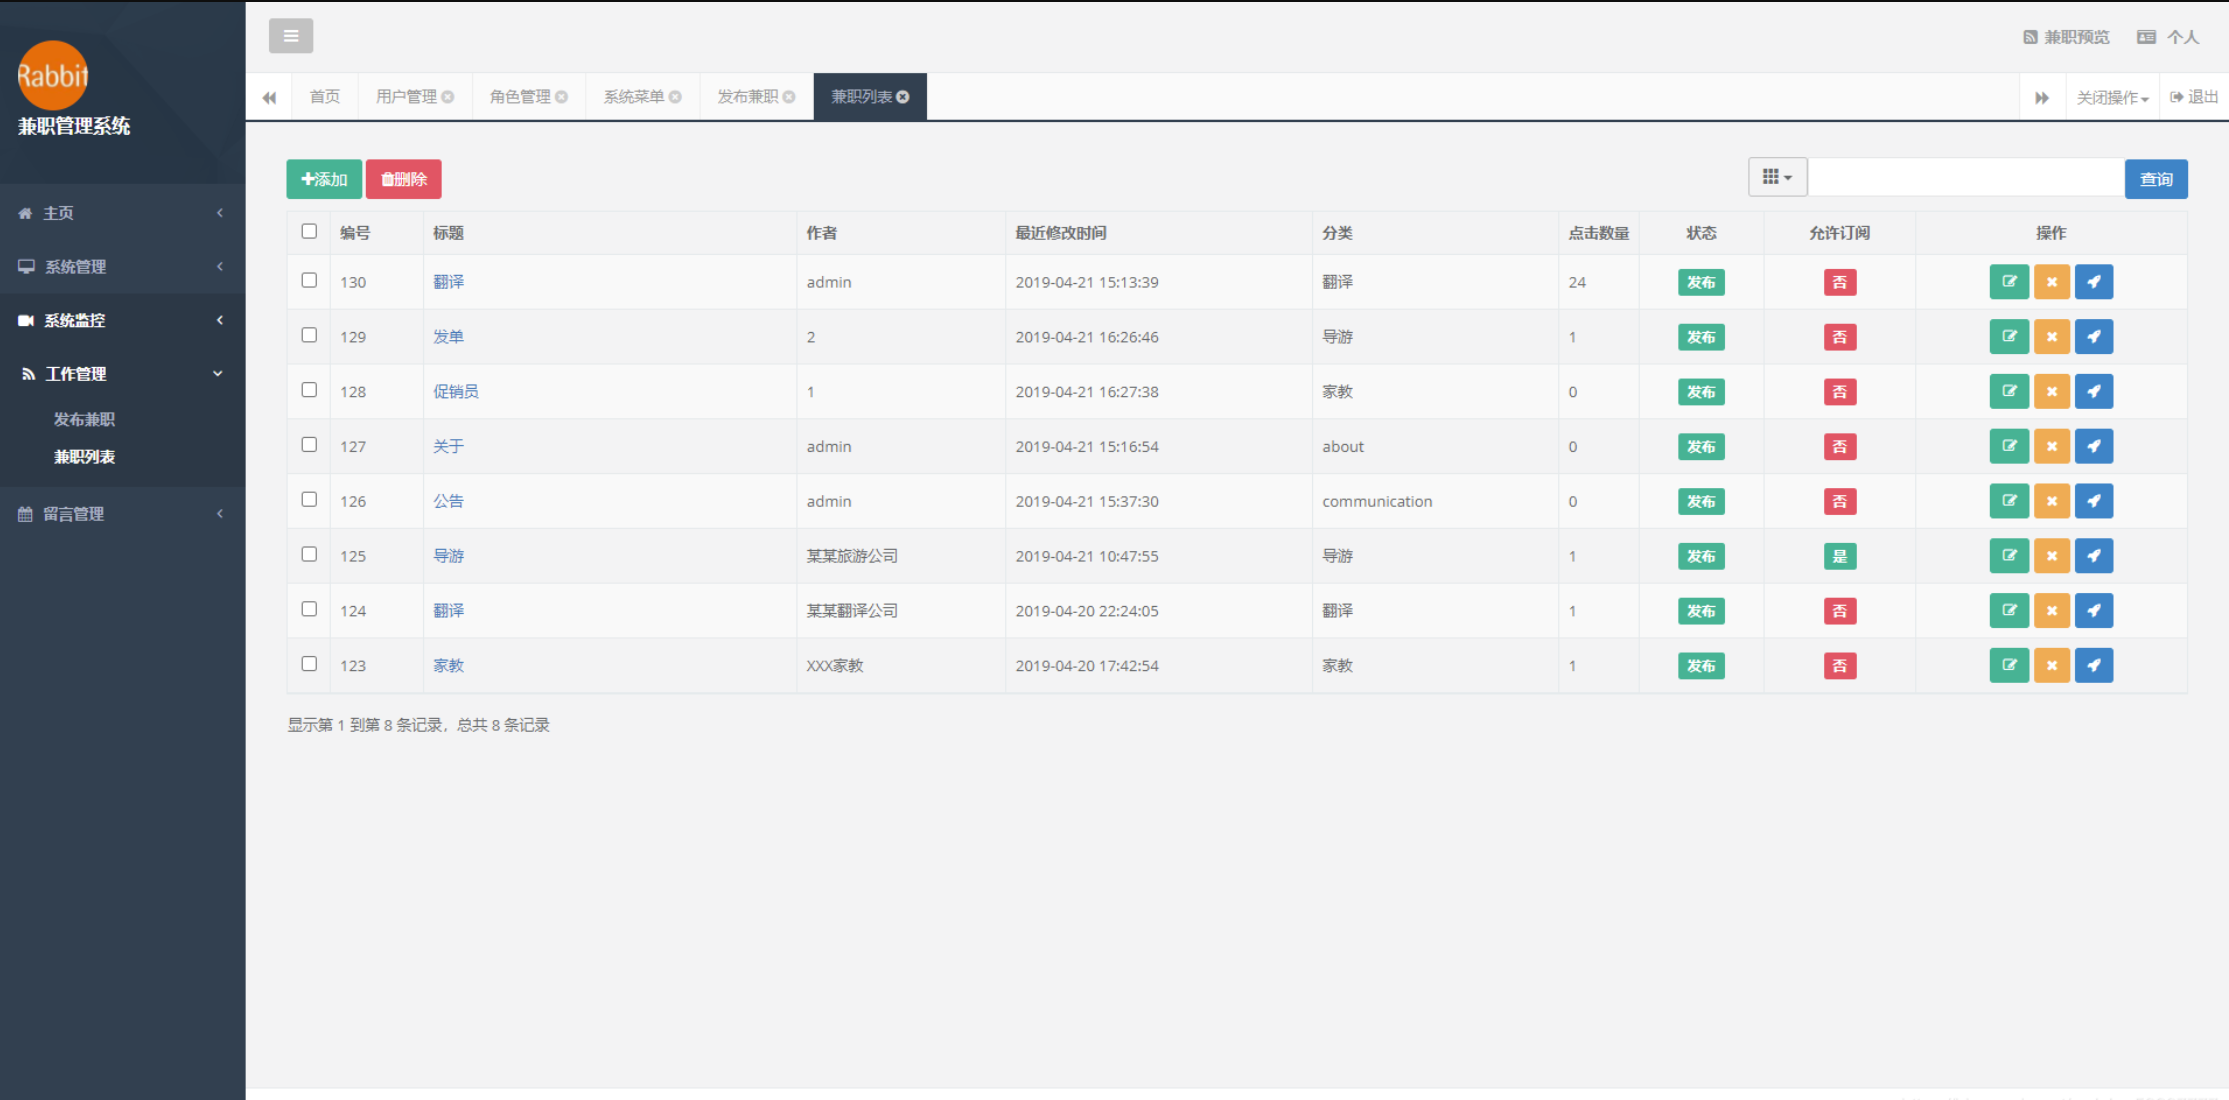 Rabbit
兼职管理系统
主页
系统管理
系统监控
工作管理
发布兼职
兼职列表
留言管理
兼职预览 个人
首页 用户管理 角色管理 系统菜单 发布兼职 兼职列表 关闭操作 退出
添加 删除 查询
编号 标题 作者 最近修改时间 分类 点击数量 状态 允许订阅 操作
130 翻译 admin 2019-04-21 15:13:39 翻译 24 发布 否
129 发单 2 2019-04-21 16:26:46 导游 1 发布 否
128 促销员 1 2019-04-21 16:27:38 家教 0 发布 否
127 关于 admin 2019-04-21 15:16:54 about 0 发布 否
126 公告 admin 2019-04-21 15:37:30 communication 0 发布 否
125 导游 某某旅游公司 2019-04-21 10:47:55 导游 1 发布 是
124 翻译 某某翻译公司 2019-04-20 22:24:05 翻译 1 发布 否
123 家教 XXX家教 2019-04-20 17:42:54 家教 1 发布 否
显示第 1 到第 8 条记录，总共 8 条记录